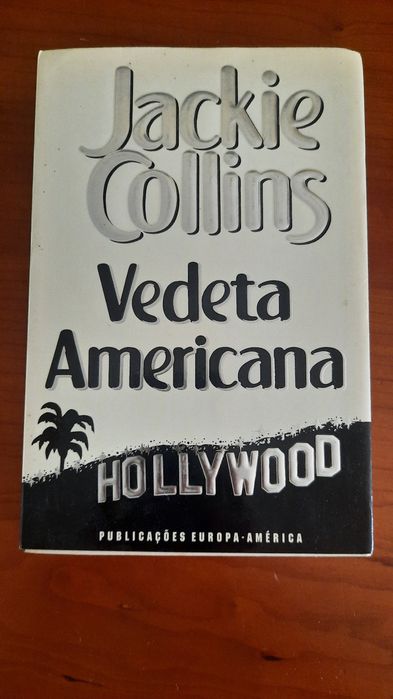 Jackie
Collins
Vedeta
Americana
HOLLYWOOD
PUBLICAÇÕES EUROPA-AMÉRICA